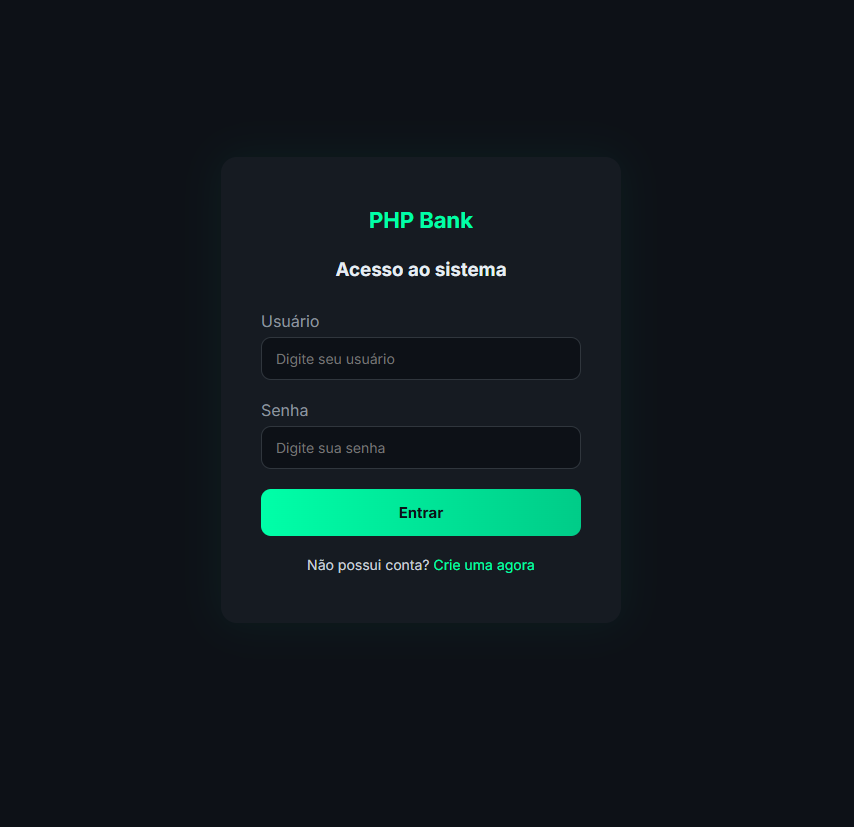 PHP Bank
Acesso ao sistema
Usuário
Digite seu usuário
Senha
Digite sua senha
Entrar
Não possui conta? Crie uma agora